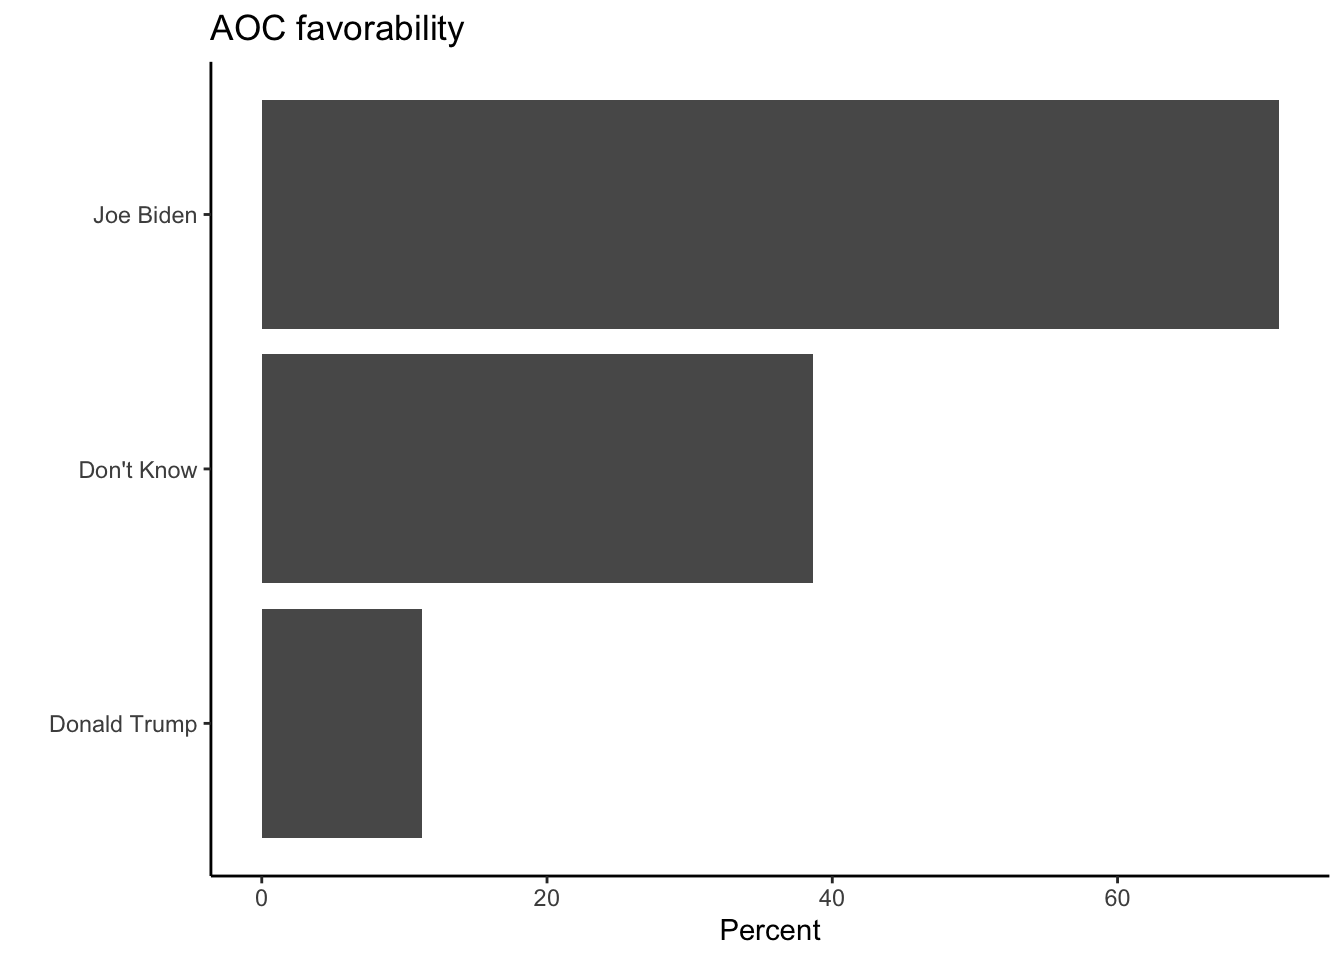 AOC favorability
Joe Biden
Don't Know
Donald Trump
0 20 40 60
Percent